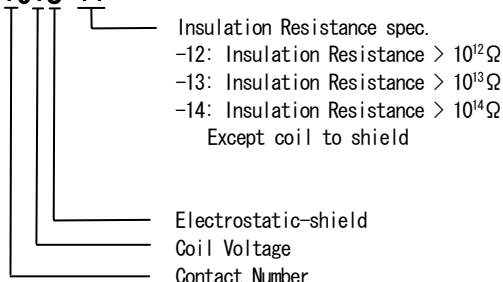 Insulation Resistance spec.
-12: Insulation Resistance > 10¹²Ω
-13: Insulation Resistance > 10¹³Ω
-14: Insulation Resistance > 10¹⁴Ω
Except coil to shield
Electrostatic-shield
Coil Voltage
Contact Number